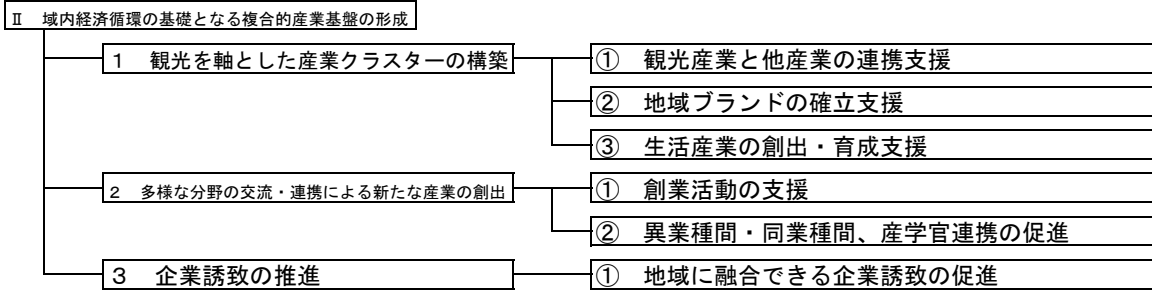 Ⅱ　域内経済循環の基礎となる複合的産業基盤の形成
１　観光を軸とした産業クラスターの構築
①　観光産業と他産業の連携支援
②　地域ブランドの確立支援
③　生活産業の創出・育成支援
２　多様な分野の交流・連携による新たな産業の創出
①　創業活動の支援
②　異業種間・同業種間、産学官連携の促進
３　企業誘致の推進
①　地域に融合できる企業誘致の促進